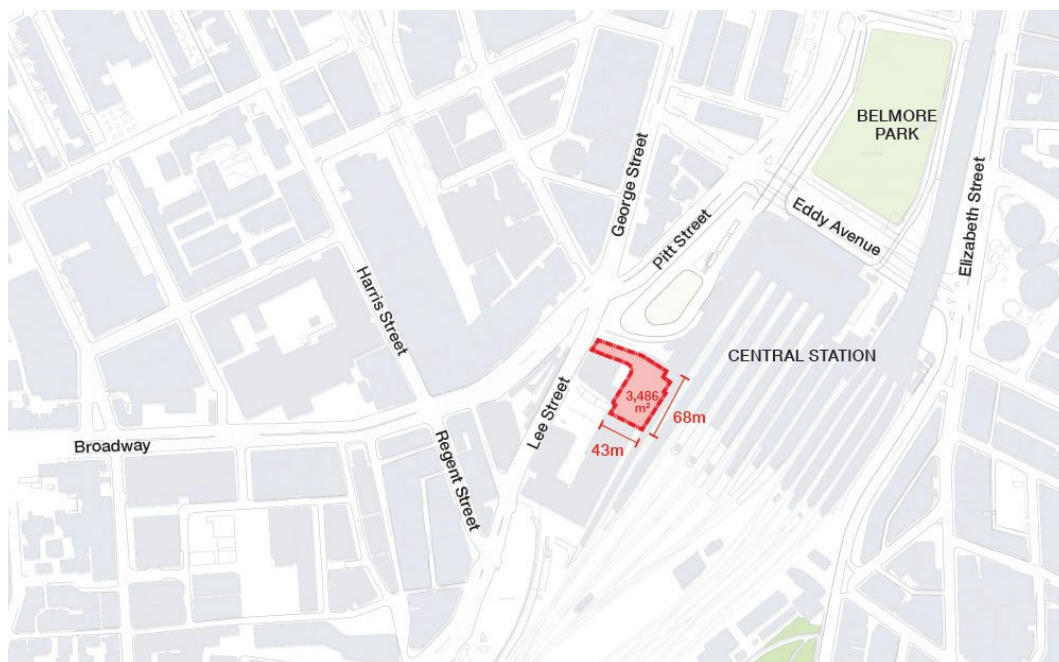 BELMORE
PARK
George Street
Elizabeth Street
Pitt Street
Eddy Avenue
Harris Street
CENTRAL STATION
3,486
m²
68m
Lee Street
43m
Broadway
Regent Street